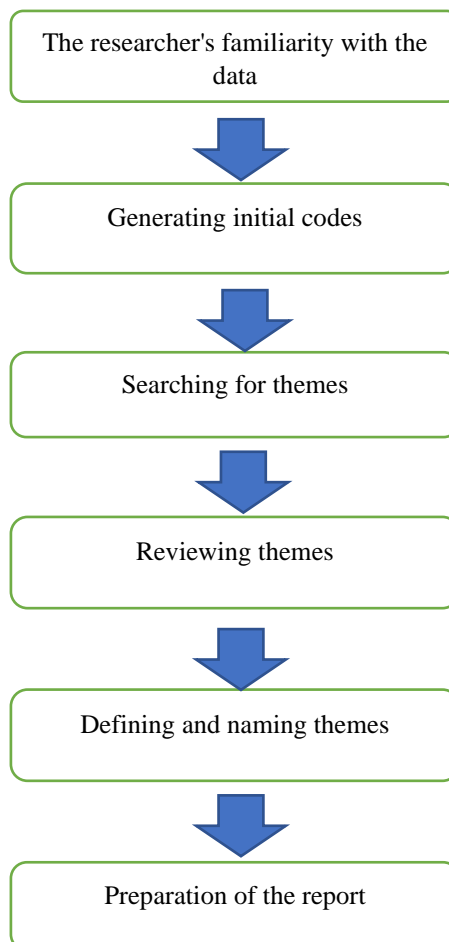 The researcher's familiarity with the
data
Generating initial codes
Searching for themes
Reviewing themes
Defining and naming themes
Preparation of the report